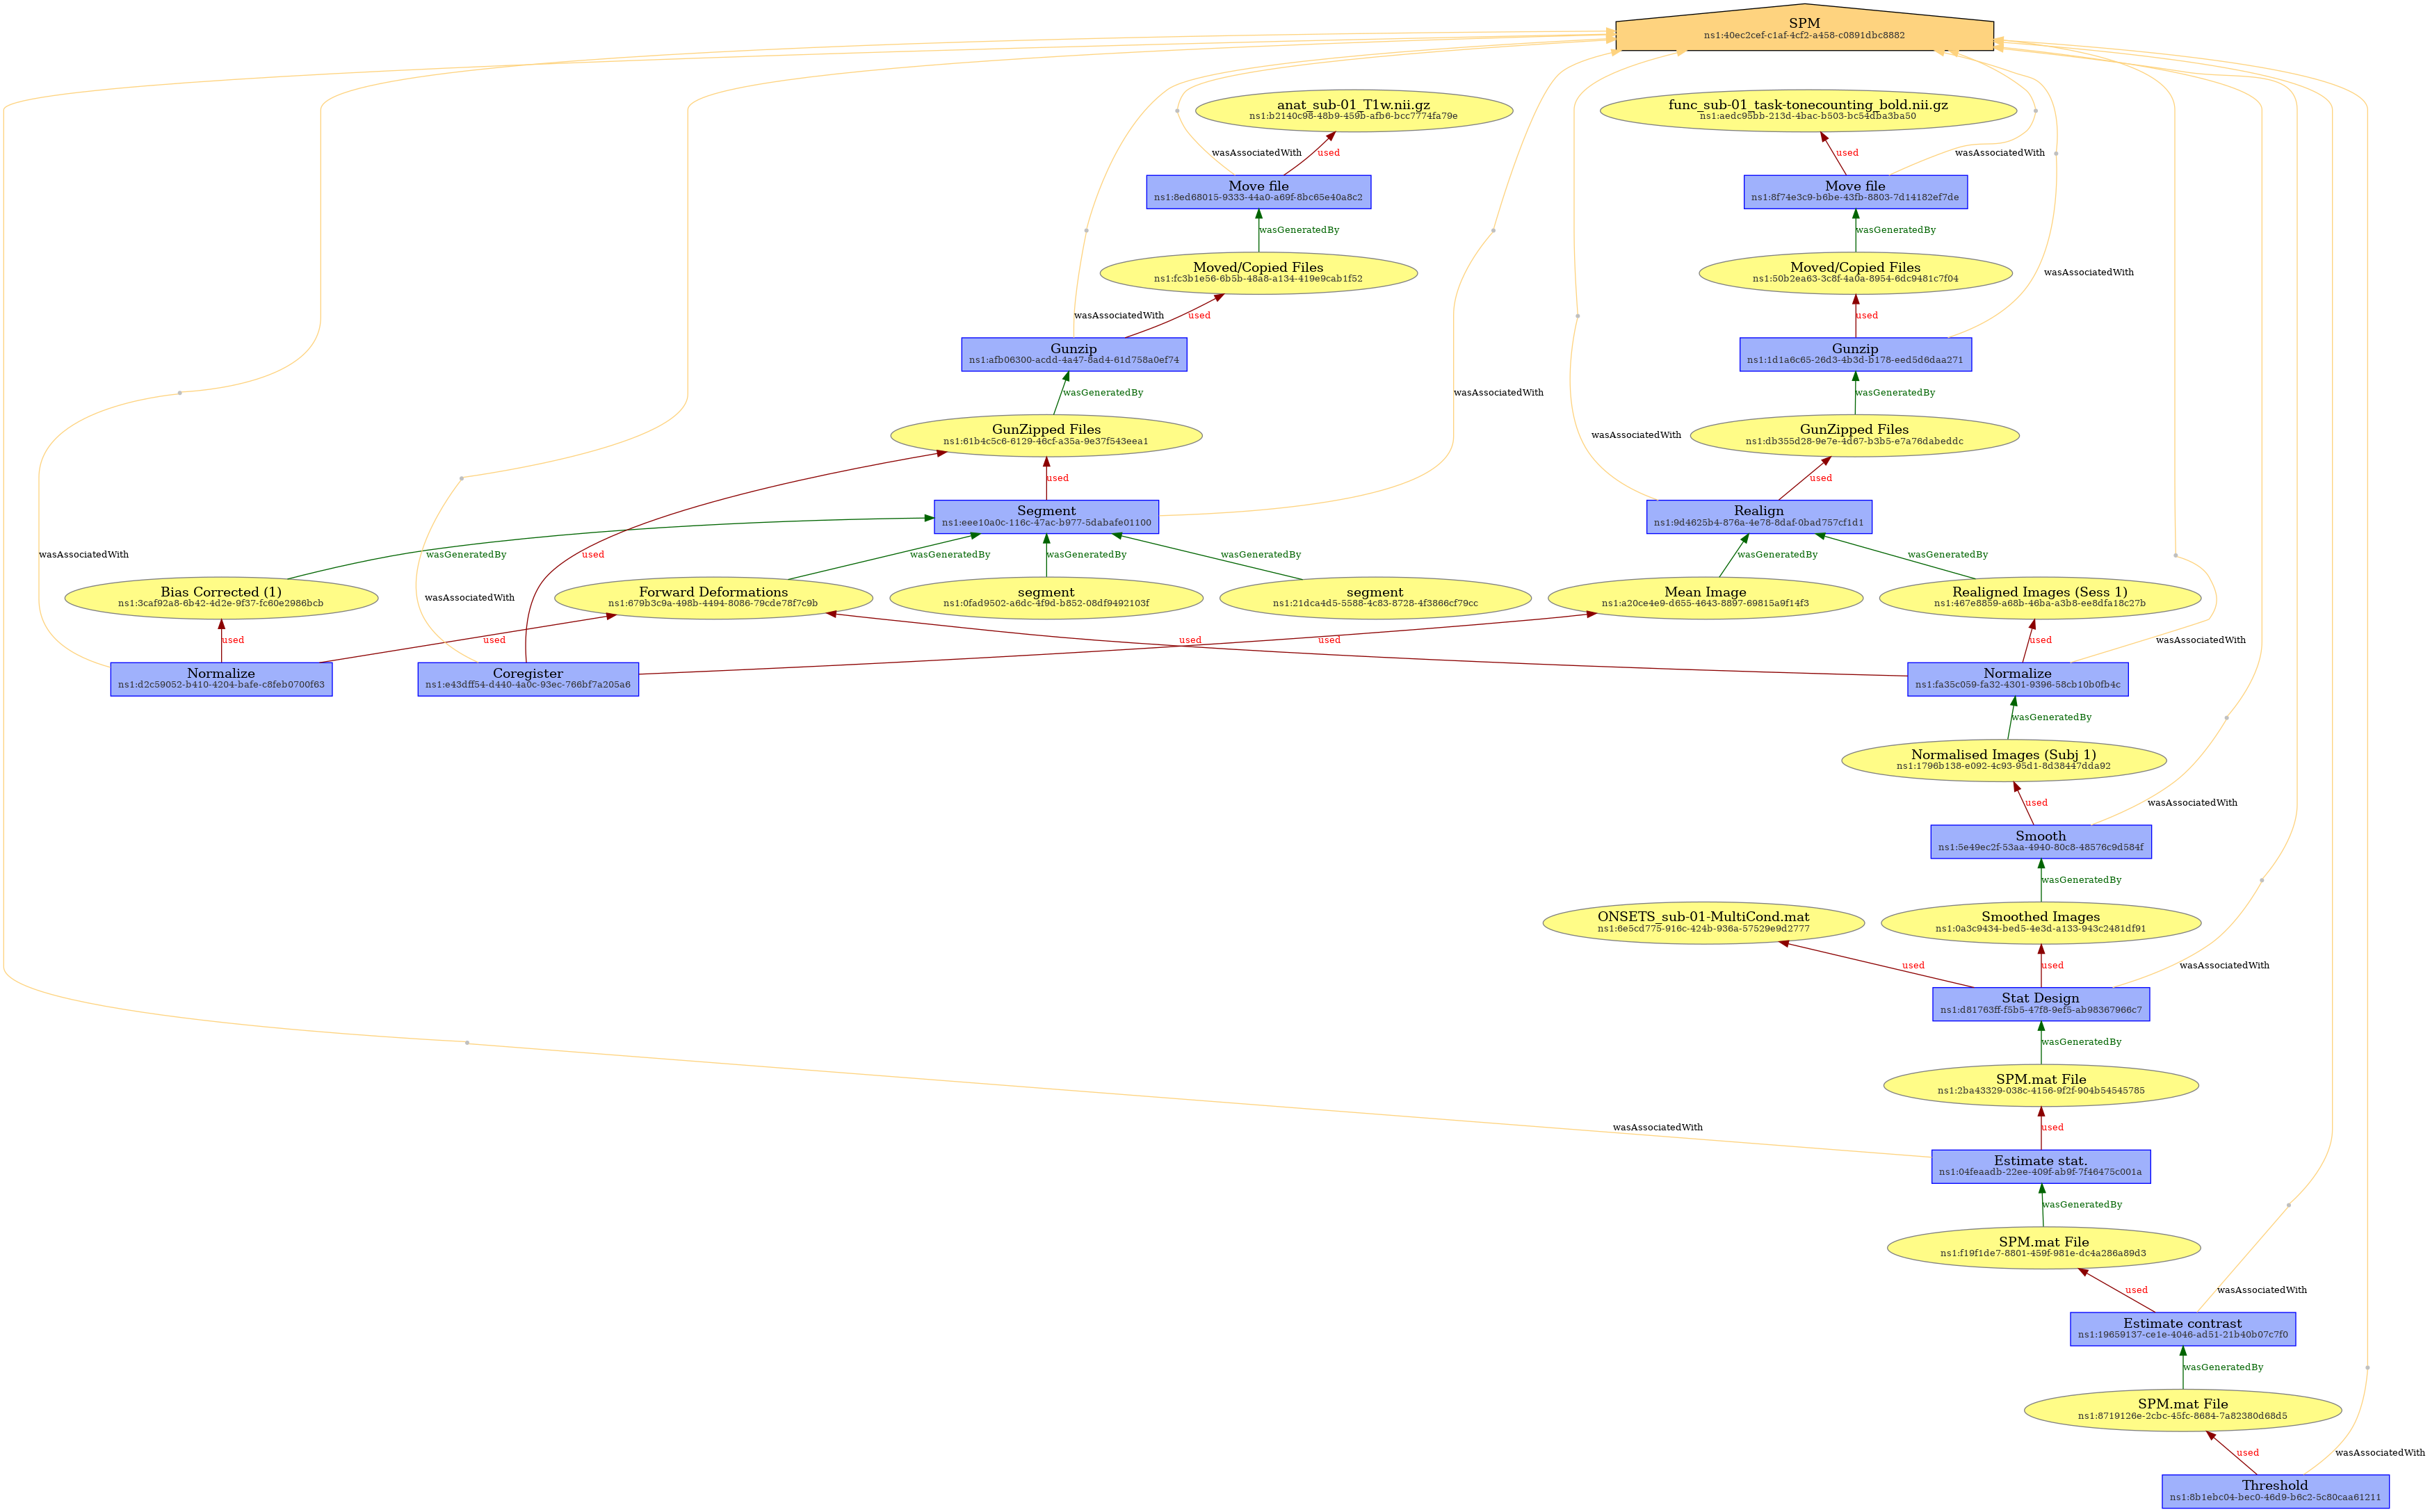 SPM
ns1:40ec2cef-c1af-4cf2-a458-c0891dbc8882
anat_sub-01_T1w.nii.gz
ns1:b2140c98-48b9-459b-afb6-bcc7774fa79e
func_sub-01_task-tonecounting_bold.nii.gz
ns1:aedc95bb-213d-4bac-b503-bc54dba3ba50
wasAssociatedWith
used
used
wasAssociatedWith
Move file
ns1:8ed68015-9333-44a0-a69f-8bc65e40a8c2
Move file
ns1:8f74e3c9-b6be-43fb-8803-7d14182ef7de
wasGeneratedBy
wasGeneratedBy
Moved/Copied Files
ns1:fc3b1e56-6b5b-48a8-a134-419e9cab1f52
Moved/Copied Files
ns1:50b2ea63-3c8f-4a0a-8954-6dc9481c7f04
wasAssociatedWith
wasAssociatedWith
used
used
Gunzip
ns1:afb06300-acdd-4a47-8ad4-61d758a0ef74
Gunzip
ns1:1d1a6c65-26d3-4b3d-b178-eed5d6daa271
wasGeneratedBy
wasAssociatedWith
wasGeneratedBy
GunZipped Files
ns1:61b4c5c6-6129-46cf-a35a-9e37f543eea1
wasAssociatedWith
GunZipped Files
ns1:db355d28-9e7e-4d67-b3b5-e7a76dabeddc
used
used
Segment
ns1:eee10a0c-116c-47ac-b977-5dabafe01100
Realign
ns1:9d4625b4-876a-4e78-8daf-0bad757cf1d1
wasAssociatedWith
wasGeneratedBy
used
wasGeneratedBy
wasGeneratedBy
wasGeneratedBy
wasGeneratedBy
wasGeneratedBy
Bias Corrected (1)
ns1:3caf92a8-6b42-4d2e-9f37-fc60e2986bcb
wasAssociatedWith
Forward Deformations
ns1:679b3c9a-498b-4494-8086-79cde78f7c9b
segment
ns1:0fad9502-a6dc-4f9d-b852-08df9492103f
segment
ns1:21dca4d5-5588-4c83-8728-4f3866cf79cc
Mean Image
ns1:a20ce4e9-d655-4643-8897-69815a9f14f3
Realigned Images (Sess 1)
ns1:467e8859-a68b-46ba-a3b8-ee8dfa18c27b
used
used
used
used
used
wasAssociatedWith
Normalize
ns1:d2c59052-b410-4204-bafe-c8feb0700f63
Coregister
ns1:e43dff54-d440-4a0c-93ec-766bf7a205a6
Normalize
ns1:fa35c059-fa32-4301-9396-58cb10b0fb4c
wasGeneratedBy
Normalised Images (Subj 1)
ns1:1796b138-e092-4c93-95d1-8d38447dda92
used
wasAssociatedWith
Smooth
ns1:5e49ec2f-53aa-4940-80c8-48576c9d584f
wasGeneratedBy
ONSETS_sub-01-MultiCond.mat
ns1:6e5cd775-916c-424b-936a-57529e9d2777
Smoothed Images
ns1:0a3c9434-bed5-4e3d-a133-943c2481df91
used
used
wasAssociatedWith
Stat Design
ns1:d81763ff-f5b5-47f8-9ef5-ab98367966c7
wasGeneratedBy
SPM.mat File
ns1:2ba43329-038c-4156-9f2f-904b54545785
wasAssociatedWith
used
Estimate stat.
ns1:04feaadb-22ee-409f-ab9f-7f46475c001a
wasGeneratedBy
SPM.mat File
ns1:f19f1de7-8801-459f-981e-dc4a286a89d3
used
wasAssociatedWith
Estimate contrast
ns1:19659137-ce1e-4046-ad51-21b40b07c7f0
wasGeneratedBy
SPM.mat File
ns1:8719126e-2cbc-45fc-8684-7a82380d68d5
used
wasAssociatedWith
Threshold
ns1:8b1ebc04-bec0-46d9-b6c2-5c80caa61211